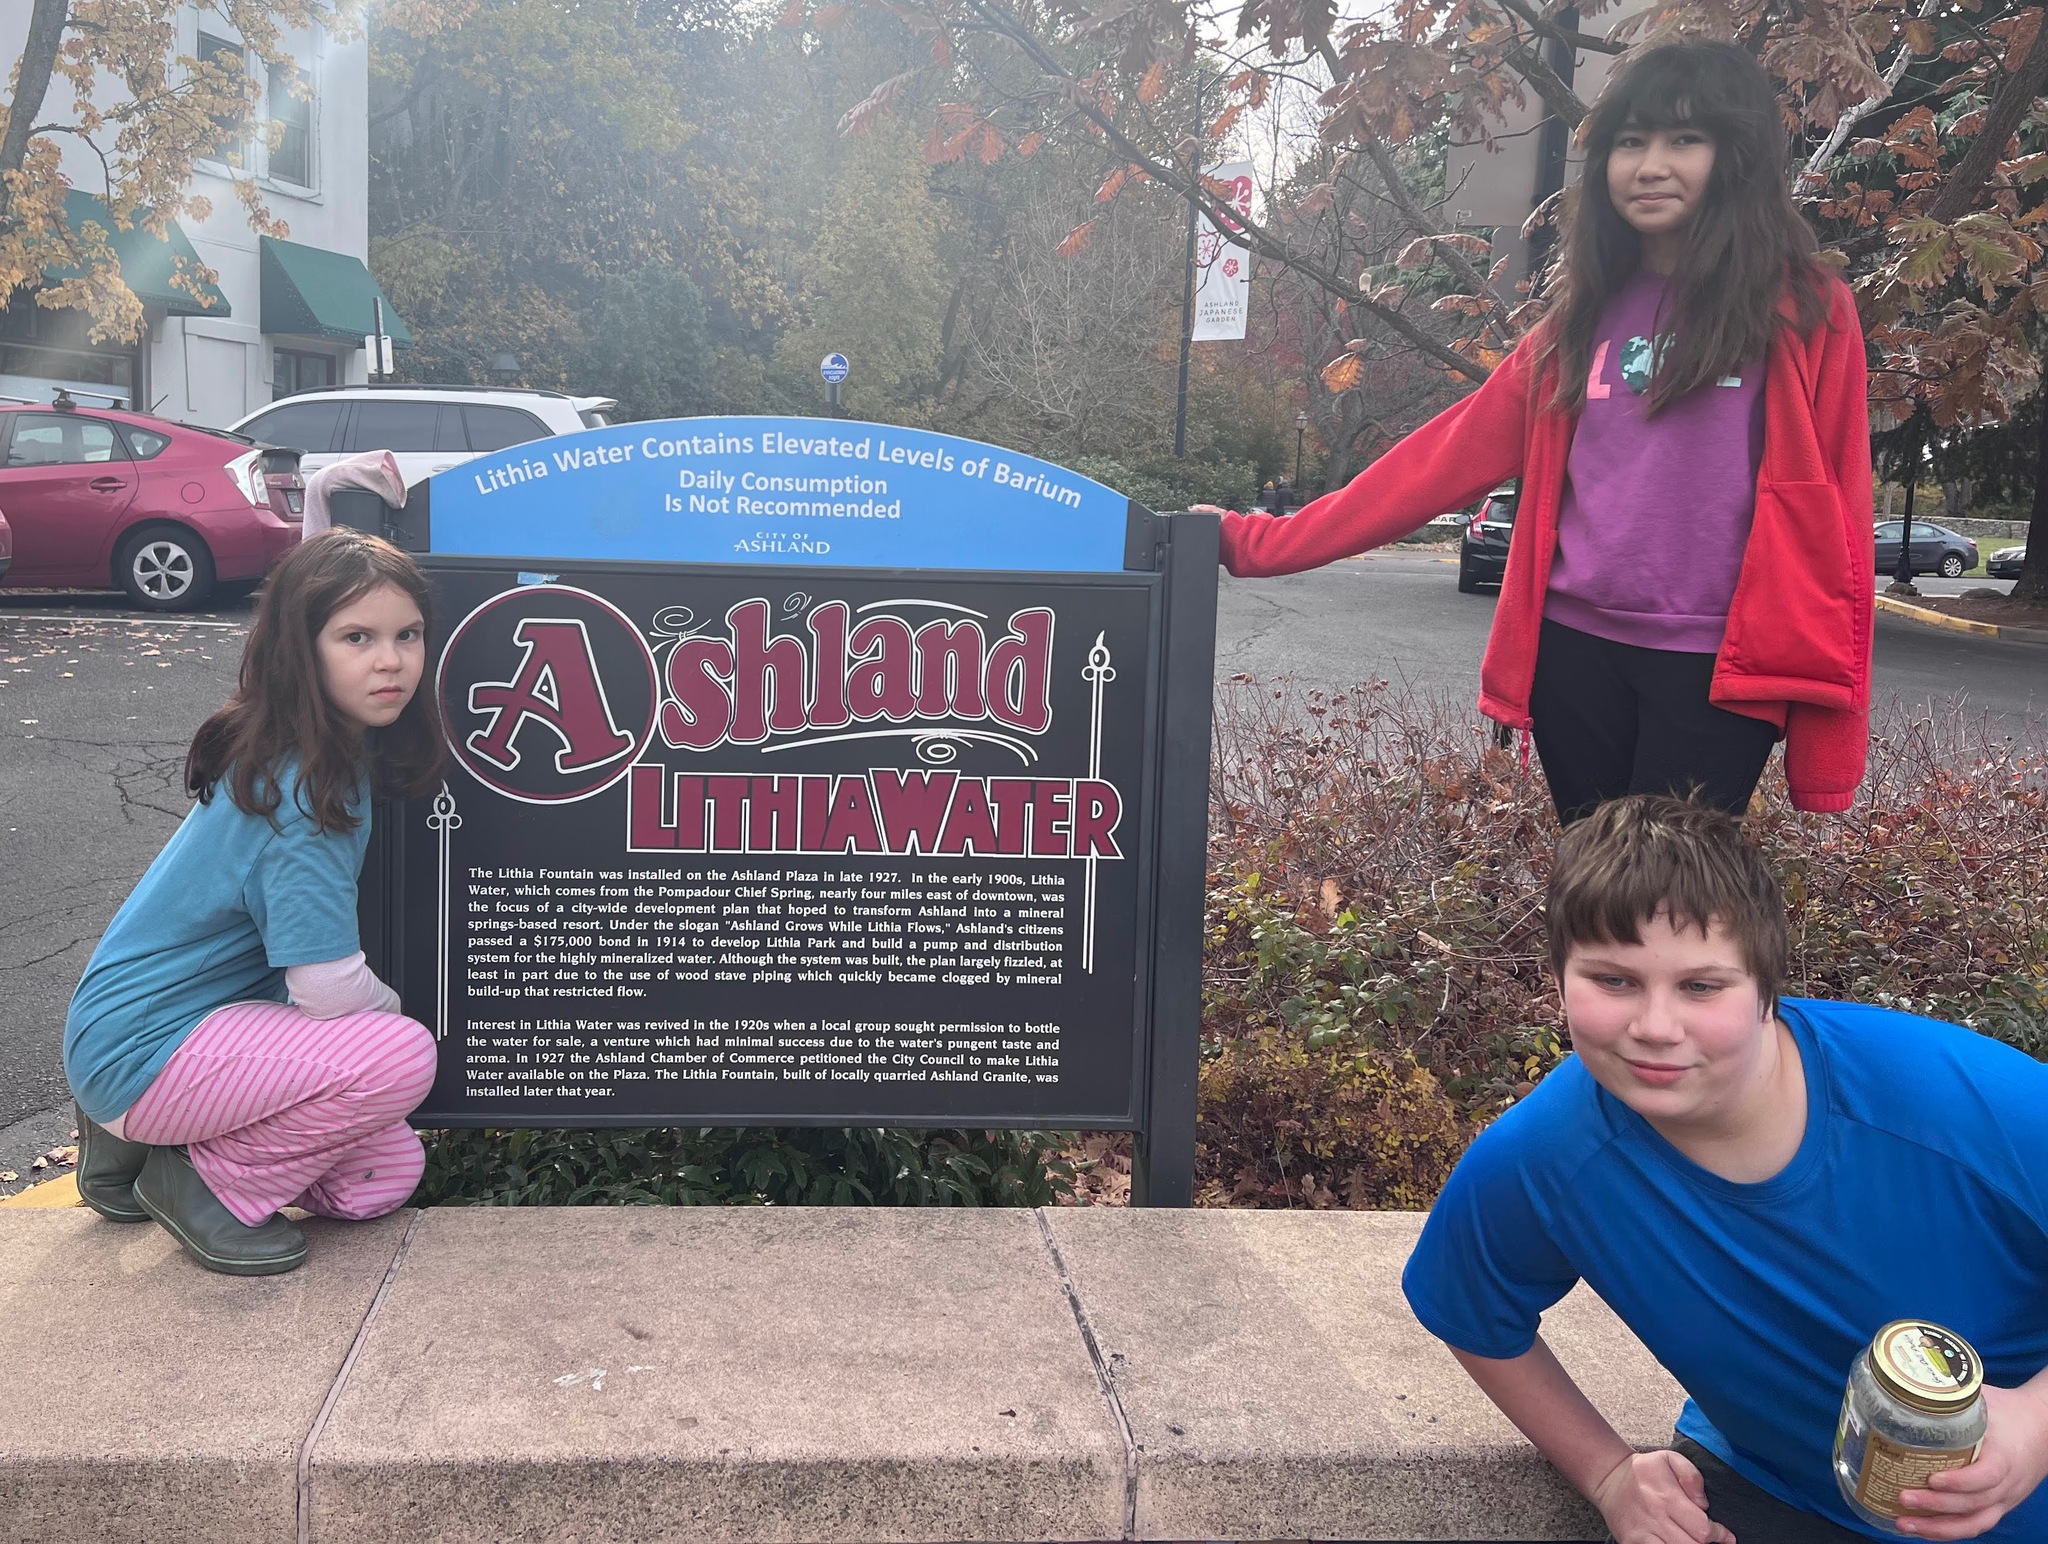 Lithia Water Contains Elevated Levels of Barium
Daily Consumption
Is Not Recommended
CITY OF
ASHLAND
Ashland
LITHIA WATER
The Lithia Fountain was installed on the Ashland Plaza in late 1927. In the early 1900s, Lithia
Water, which comes from the Pompadour Chief Spring, nearly four miles east of downtown, was
the focus of a city-wide development plan that hoped to transform Ashland into a mineral
springs-based resort. Under the slogan "Ashland Grows While Lithia Flows," Ashland's citizens
passed a $175,000 bond in 1914 to develop Lithia Park and build a pump and distribution
system for the highly mineralized water. Although the system was built, the plan largely fizzled, at
least in part due to the use of wood stave piping which quickly became clogged by mineral
build-up that restricted flow.
Interest in Lithia Water was revived in the 1920s when a local group sought permission to bottle
the water for sale, a venture which had minimal success due to the water's pungent taste and
aroma. In 1927 the Ashland Chamber of Commerce petitioned the City Council to make Lithia
Water available on the Plaza. The Lithia Fountain, built of locally quarried Ashland Granite, was
installed later that year.
ASHLAND
JAPANESE
GARDEN
EVACUATION
ROUTE